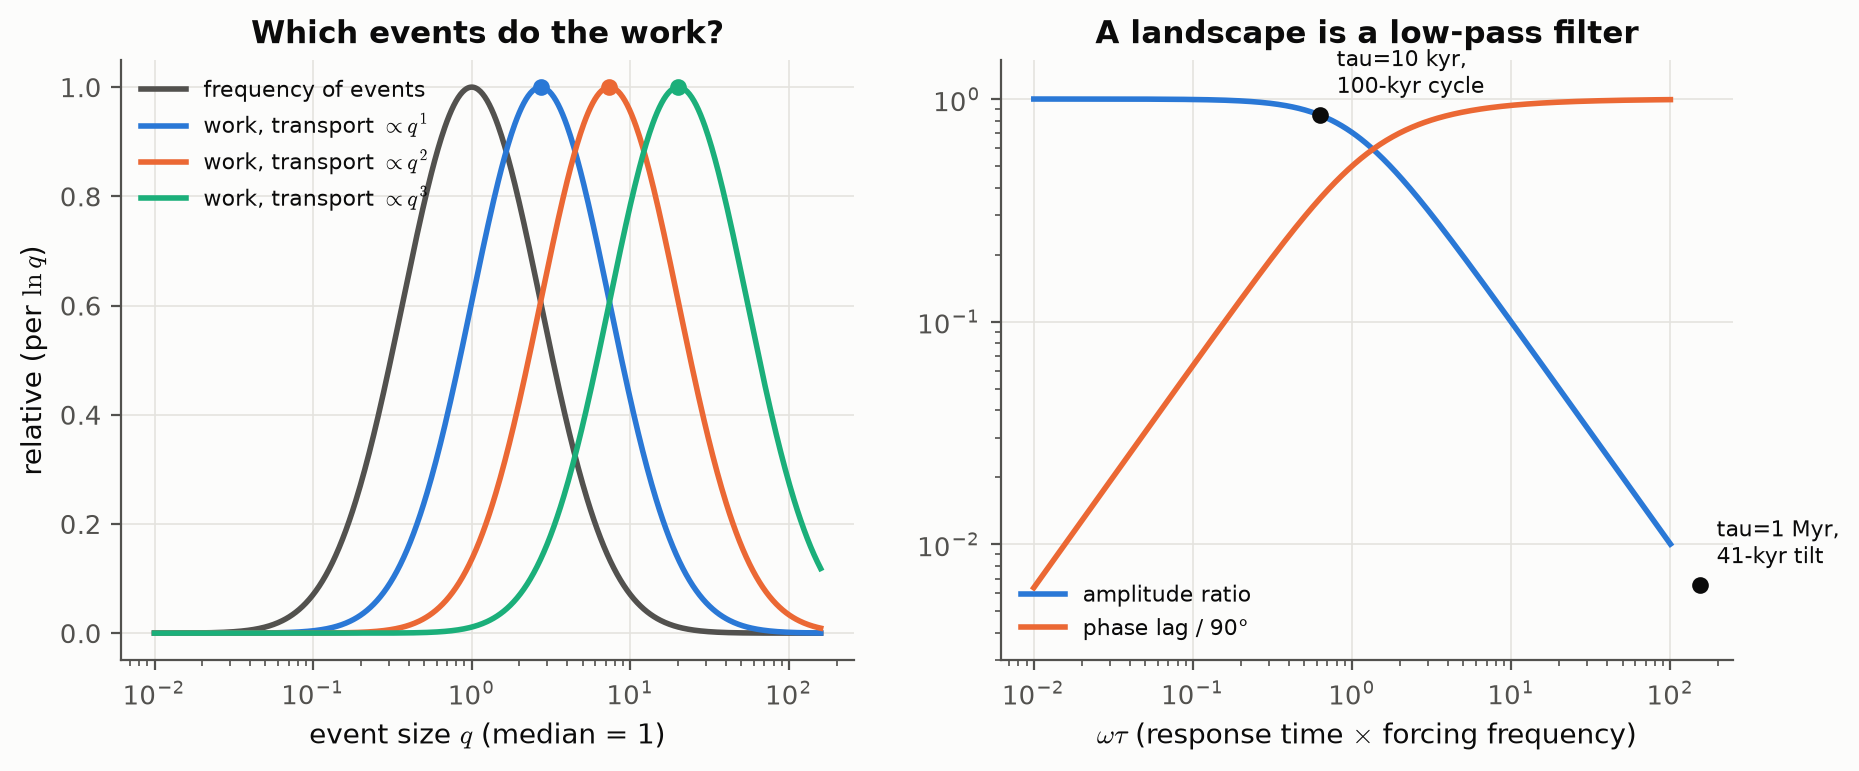 Which events do the work?
frequency of events
work, transport ∝ q¹
work, transport ∝ q²
work, transport ∝ q³
relative (per ln q)
1.0
0.8
0.6
0.4
0.2
0.0
10⁻² 10⁻¹ 10⁰ 10¹ 10²
event size q (median = 1)
A landscape is a low-pass filter
tau=10 kyr,
100-kyr cycle
10⁰
10⁻¹
10⁻²
tau=1 Myr,
41-kyr tilt
amplitude ratio
phase lag / 90°
10⁻² 10⁻¹ 10⁰ 10¹ 10²
ωτ (response time × forcing frequency)